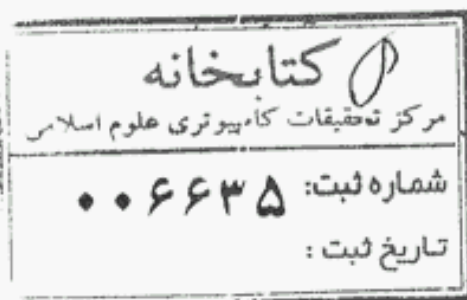 کتابخانه
مرکز تحقیقات کامپیوتری علوم اسلامی
شماره ثبت: ۰۰۶۶۳۵
تاریخ ثبت :